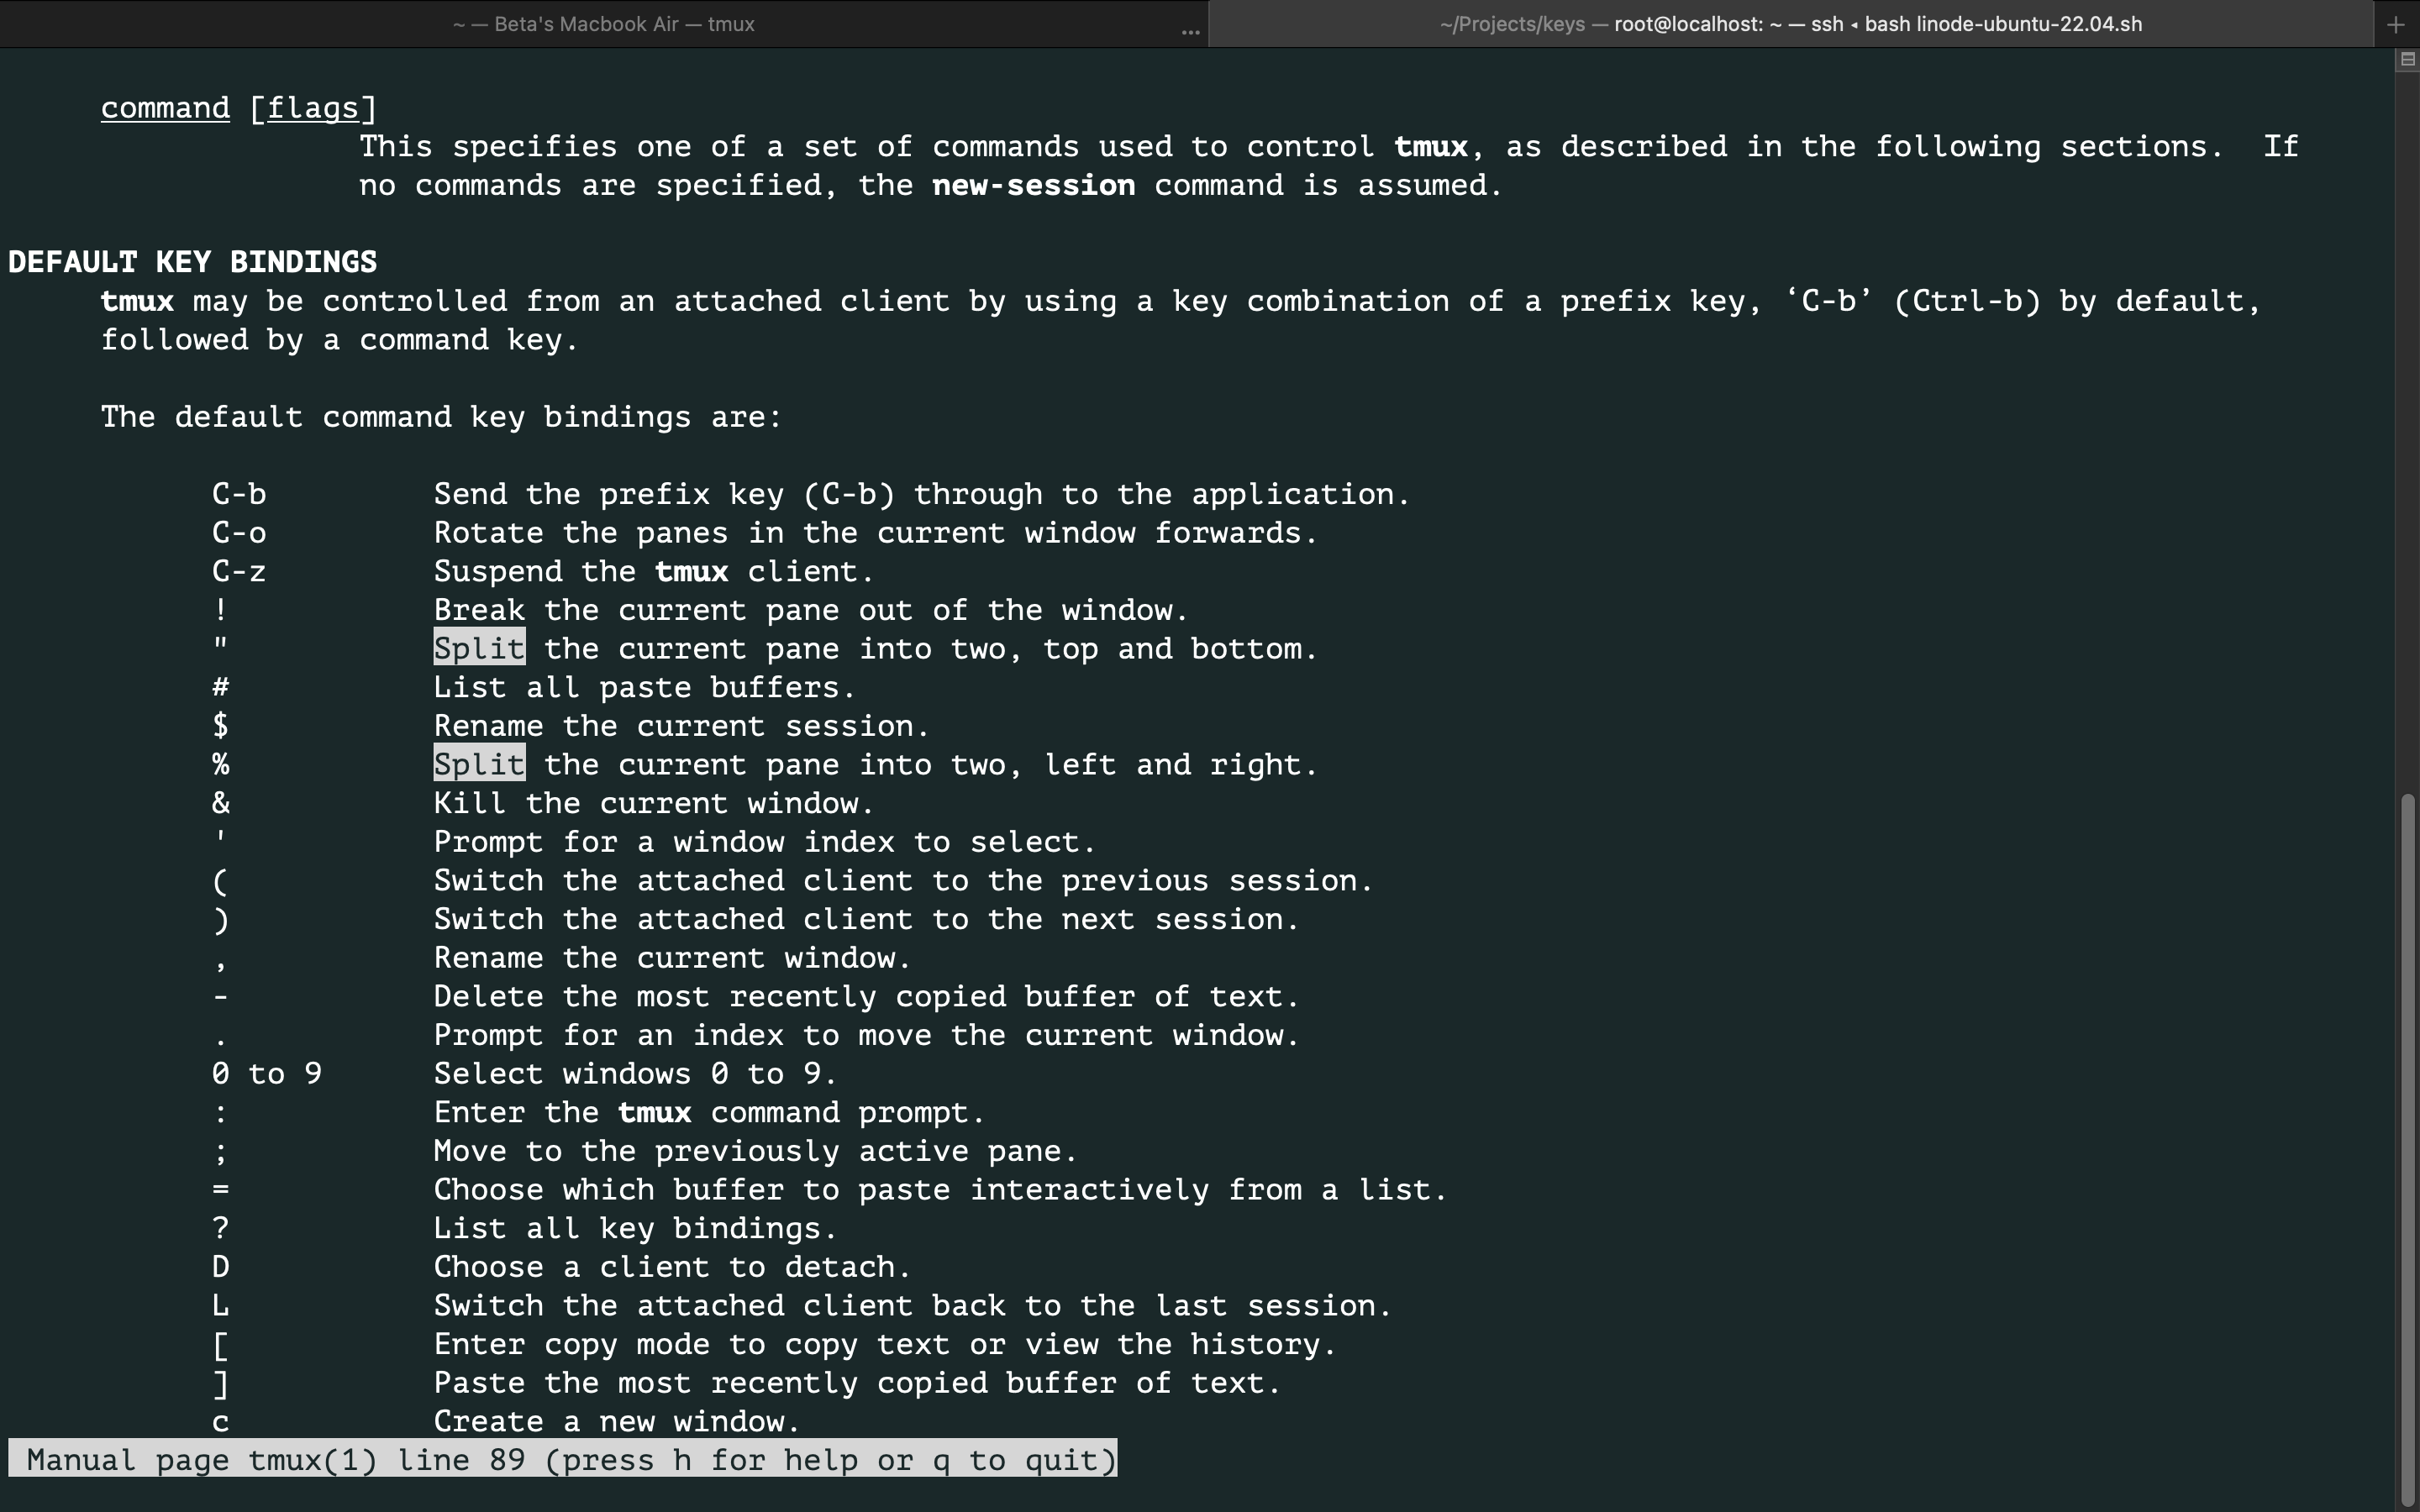 ~ — Beta's Macbook Air — tmux ... ~/Projects/keys — root@localhost: ~ — ssh ◂ bash linode-ubuntu-22.04.sh +
command [flags]
This specifies one of a set of commands used to control tmux, as described in the following sections.  If
no commands are specified, the new-session command is assumed.
DEFAULT KEY BINDINGS
tmux may be controlled from an attached client by using a key combination of a prefix key, ‘C-b’ (Ctrl-b) by default,
followed by a command key.
The default command key bindings are:
C-b Send the prefix key (C-b) through to the application.
C-o Rotate the panes in the current window forwards.
C-z Suspend the tmux client.
! Break the current pane out of the window.
" Split the current pane into two, top and bottom.
# List all paste buffers.
$ Rename the current session.
% Split the current pane into two, left and right.
& Kill the current window.
' Prompt for a window index to select.
( Switch the attached client to the previous session.
) Switch the attached client to the next session.
, Rename the current window.
- Delete the most recently copied buffer of text.
. Prompt for an index to move the current window.
0 to 9 Select windows 0 to 9.
: Enter the tmux command prompt.
; Move to the previously active pane.
= Choose which buffer to paste interactively from a list.
? List all key bindings.
D Choose a client to detach.
L Switch the attached client back to the last session.
[ Enter copy mode to copy text or view the history.
] Paste the most recently copied buffer of text.
c Create a new window.
Manual page tmux(1) line 89 (press h for help or q to quit)